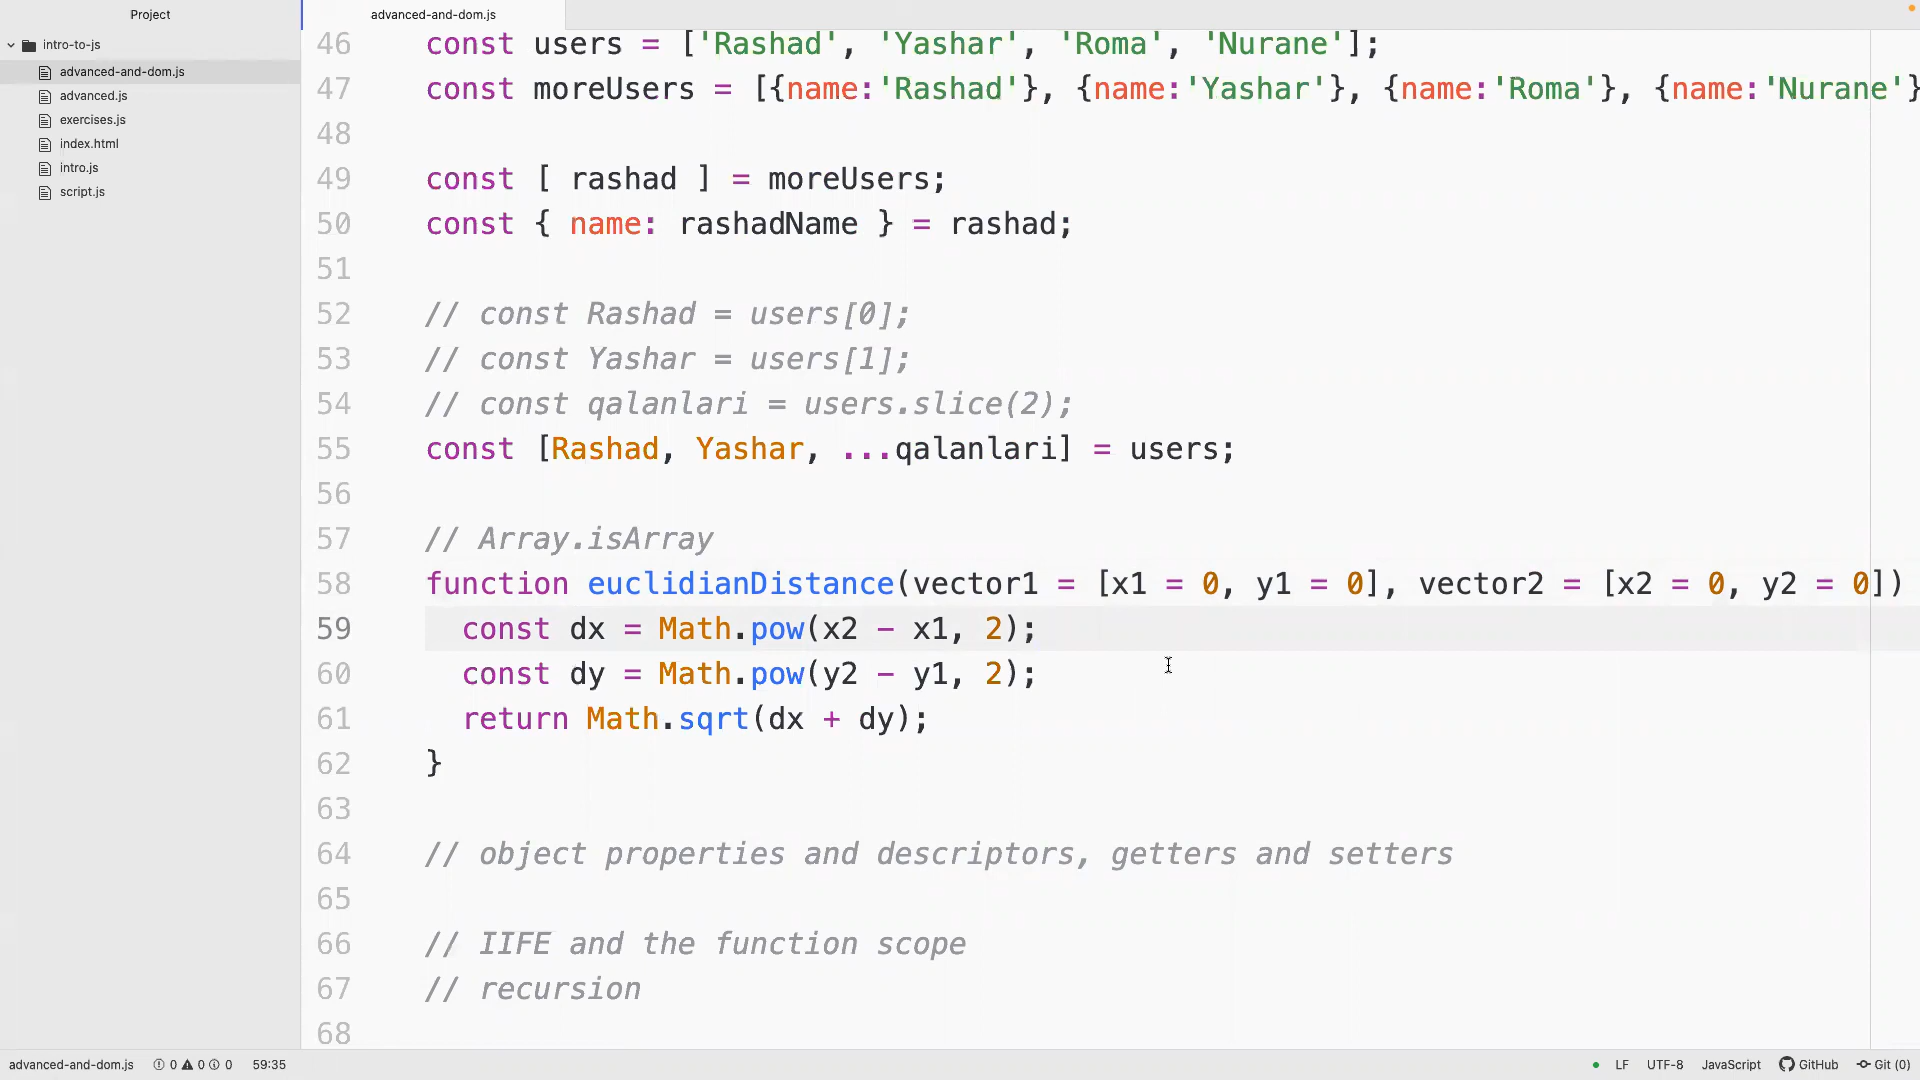 Project
advanced-and-dom.js
intro-to-js
advanced-and-dom.js
advanced.js
exercises.js
index.html
intro.js
script.js
46 const users = ['Rashad', 'Yashar', 'Roma', 'Nurane'];
47 const moreUsers = [{name:'Rashad'}, {name:'Yashar'}, {name:'Roma'}, {name:'Nurane'}
48
49 const [ rashad ] = moreUsers;
50 const { name: rashadName } = rashad;
51
52 // const Rashad = users[0];
53 // const Yashar = users[1];
54 // const qalanlari = users.slice(2);
55 const [Rashad, Yashar, ...qalanlari] = users;
56
57 // Array.isArray
58 function euclidianDistance(vector1 = [x1 = 0, y1 = 0], vector2 = [x2 = 0, y2 = 0])
59 const dx = Math.pow(x2 - x1, 2);
60 const dy = Math.pow(y2 - y1, 2);
61 return Math.sqrt(dx + dy);
62 }
63
64 // object properties and descriptors, getters and setters
65
66 // IIFE and the function scope
67 // recursion
68
advanced-and-dom.js 0 0 0 59:35 LF UTF-8 JavaScript GitHub Git (0)